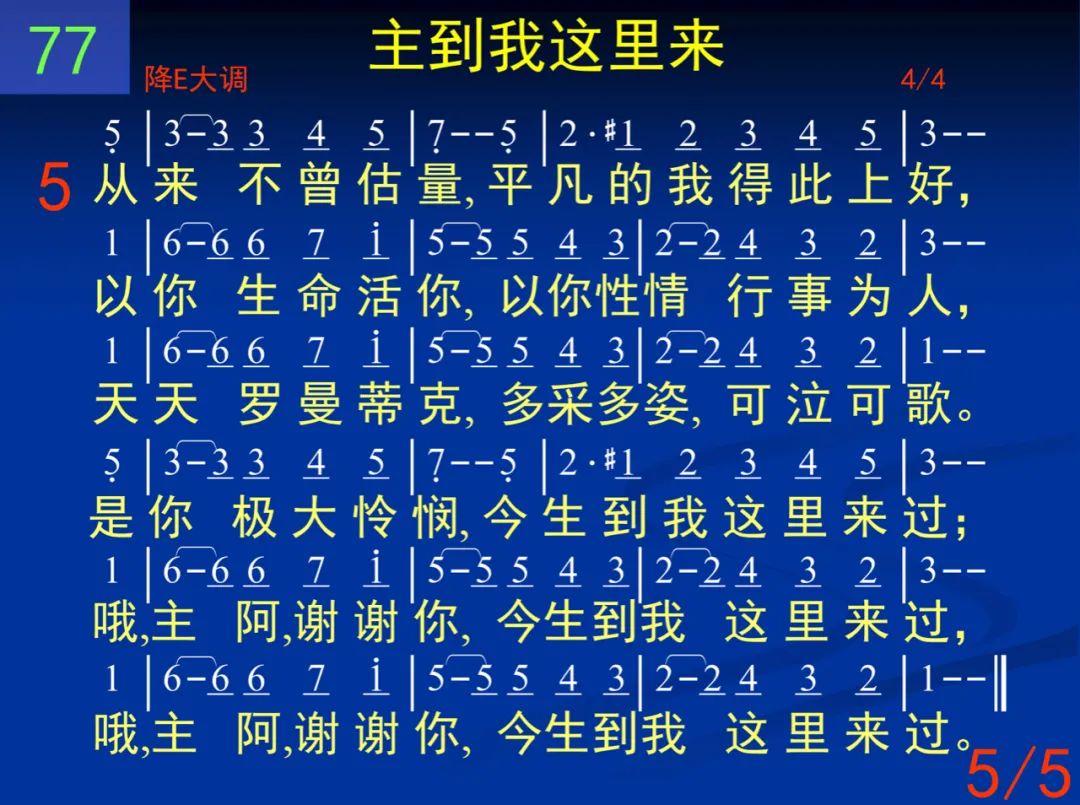 77
主到我这里来
降E大调 4/4
5̣ | 3-3 3 4 5 | 7̣--5̣ | 2·#1 2 3 4 5 | 3--
5 从来 不曾估量,平凡的我得此上好,
1 | 6-6 6 7 i | 5-5 5 4 3 | 2-2 4 3 2 | 3--
以你 生命活你, 以你性情 行事为人,
1 | 6-6 6 7 i | 5-5 5 4 3 | 2-2 4 3 2 | 1--
天天 罗曼蒂克, 多采多姿, 可泣可歌。
5̣ | 3-3 3 4 5 | 7̣--5̣ | 2·#1 2 3 4 5 | 3--
是你 极大怜悯,今生到我这里来过;
1 | 6-6 6 7 i | 5-5 5 4 3 | 2-2 4 3 2 | 3--
哦,主 阿,谢谢你, 今生到我 这里来过,
1 | 6-6 6 7 i | 5-5 5 4 3 | 2-2 4 3 2 | 1--‖
哦,主 阿,谢谢你, 今生到我 这里来过。
5/5